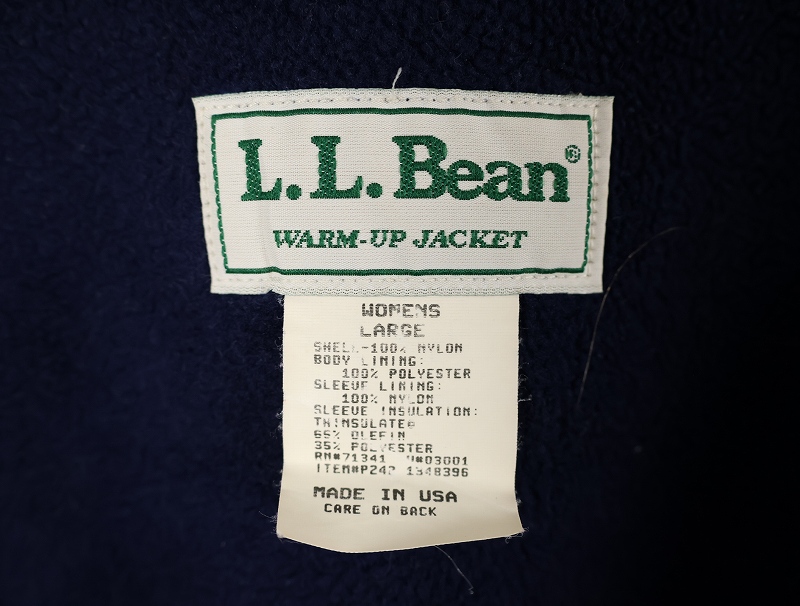 L.L.Bean®
WARM-UP JACKET
WOMENS
LARGE
SHELL-100% NYLON
BODY LINING:
100% POLYESTER
SLEEVE LINING:
100% NYLON
SLEEVE INSULATION:
THINSULATE®
65% OLEFIN
35% POLYESTER
RN#71341 V#03001
ITEM#P242 1348396
MADE IN USA
CARE ON BACK